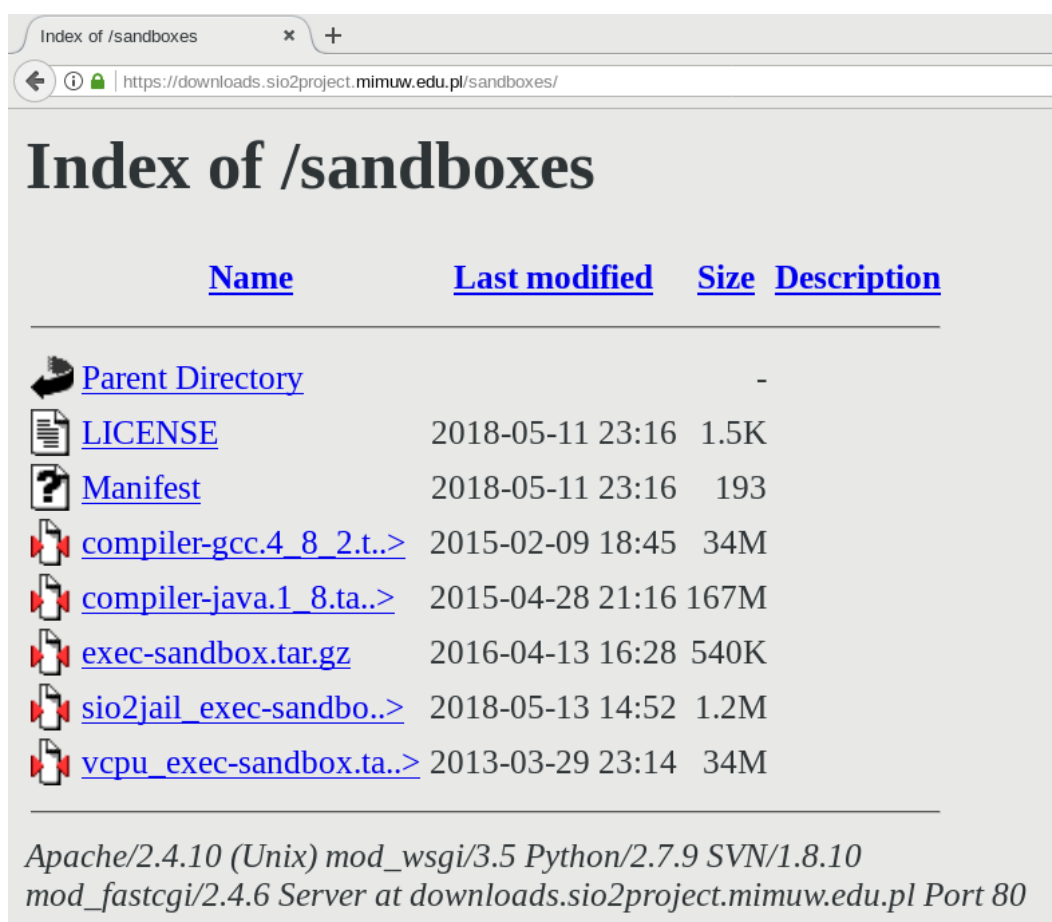 Index of /sandboxes
https://downloads.sio2project.mimuw.edu.pl/sandboxes/
Index of /sandboxes
Name Last modified Size Description
Parent Directory -
LICENSE 2018-05-11 23:16 1.5K
Manifest 2018-05-11 23:16 193
compiler-gcc.4_8_2.t..> 2015-02-09 18:45 34M
compiler-java.1_8.ta..> 2015-04-28 21:16 167M
exec-sandbox.tar.gz 2016-04-13 16:28 540K
sio2jail_exec-sandbo..> 2018-05-13 14:52 1.2M
vcpu_exec-sandbox.ta..> 2013-03-29 23:14 34M
Apache/2.4.10 (Unix) mod_wsgi/3.5 Python/2.7.9 SVN/1.8.10
mod_fastcgi/2.4.6 Server at downloads.sio2project.mimuw.edu.pl Port 80